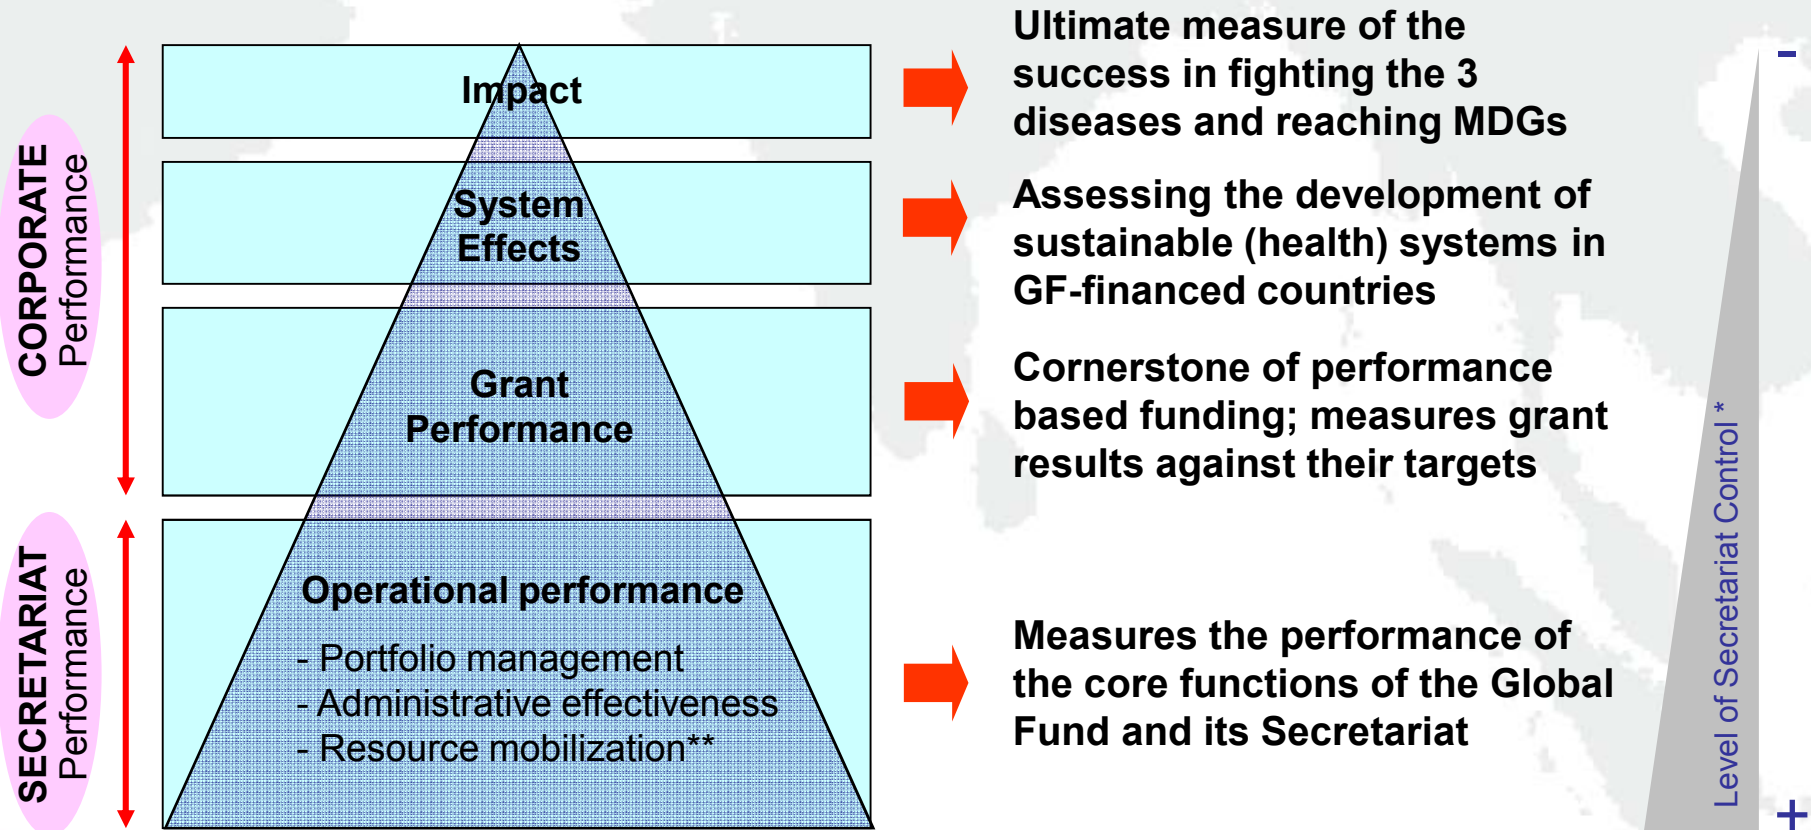 CORPORATE
Performance
SECRETARIAT
Performance
Impact
System
Effects
Grant
Performance
Operational performance
- Portfolio management
- Administrative effectiveness
- Resource mobilization**
Ultimate measure of the
success in fighting the 3
diseases and reaching MDGs
Assessing the development of
sustainable (health) systems in
GF-financed countries
Cornerstone of performance
based funding; measures grant
results against their targets
Measures the performance of
the core functions of the Global
Fund and its Secretariat
-
Level of Secretariat Control *
+